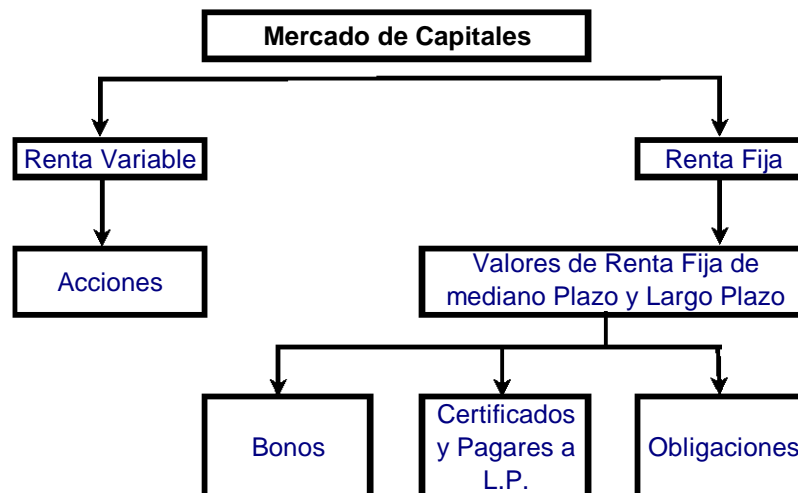 Mercado de Capitales
Renta Variable
Renta Fija
Acciones
Valores de Renta Fija de
mediano Plazo y Largo Plazo
Bonos
Certificados
y Pagares a
L.P.
Obligaciones